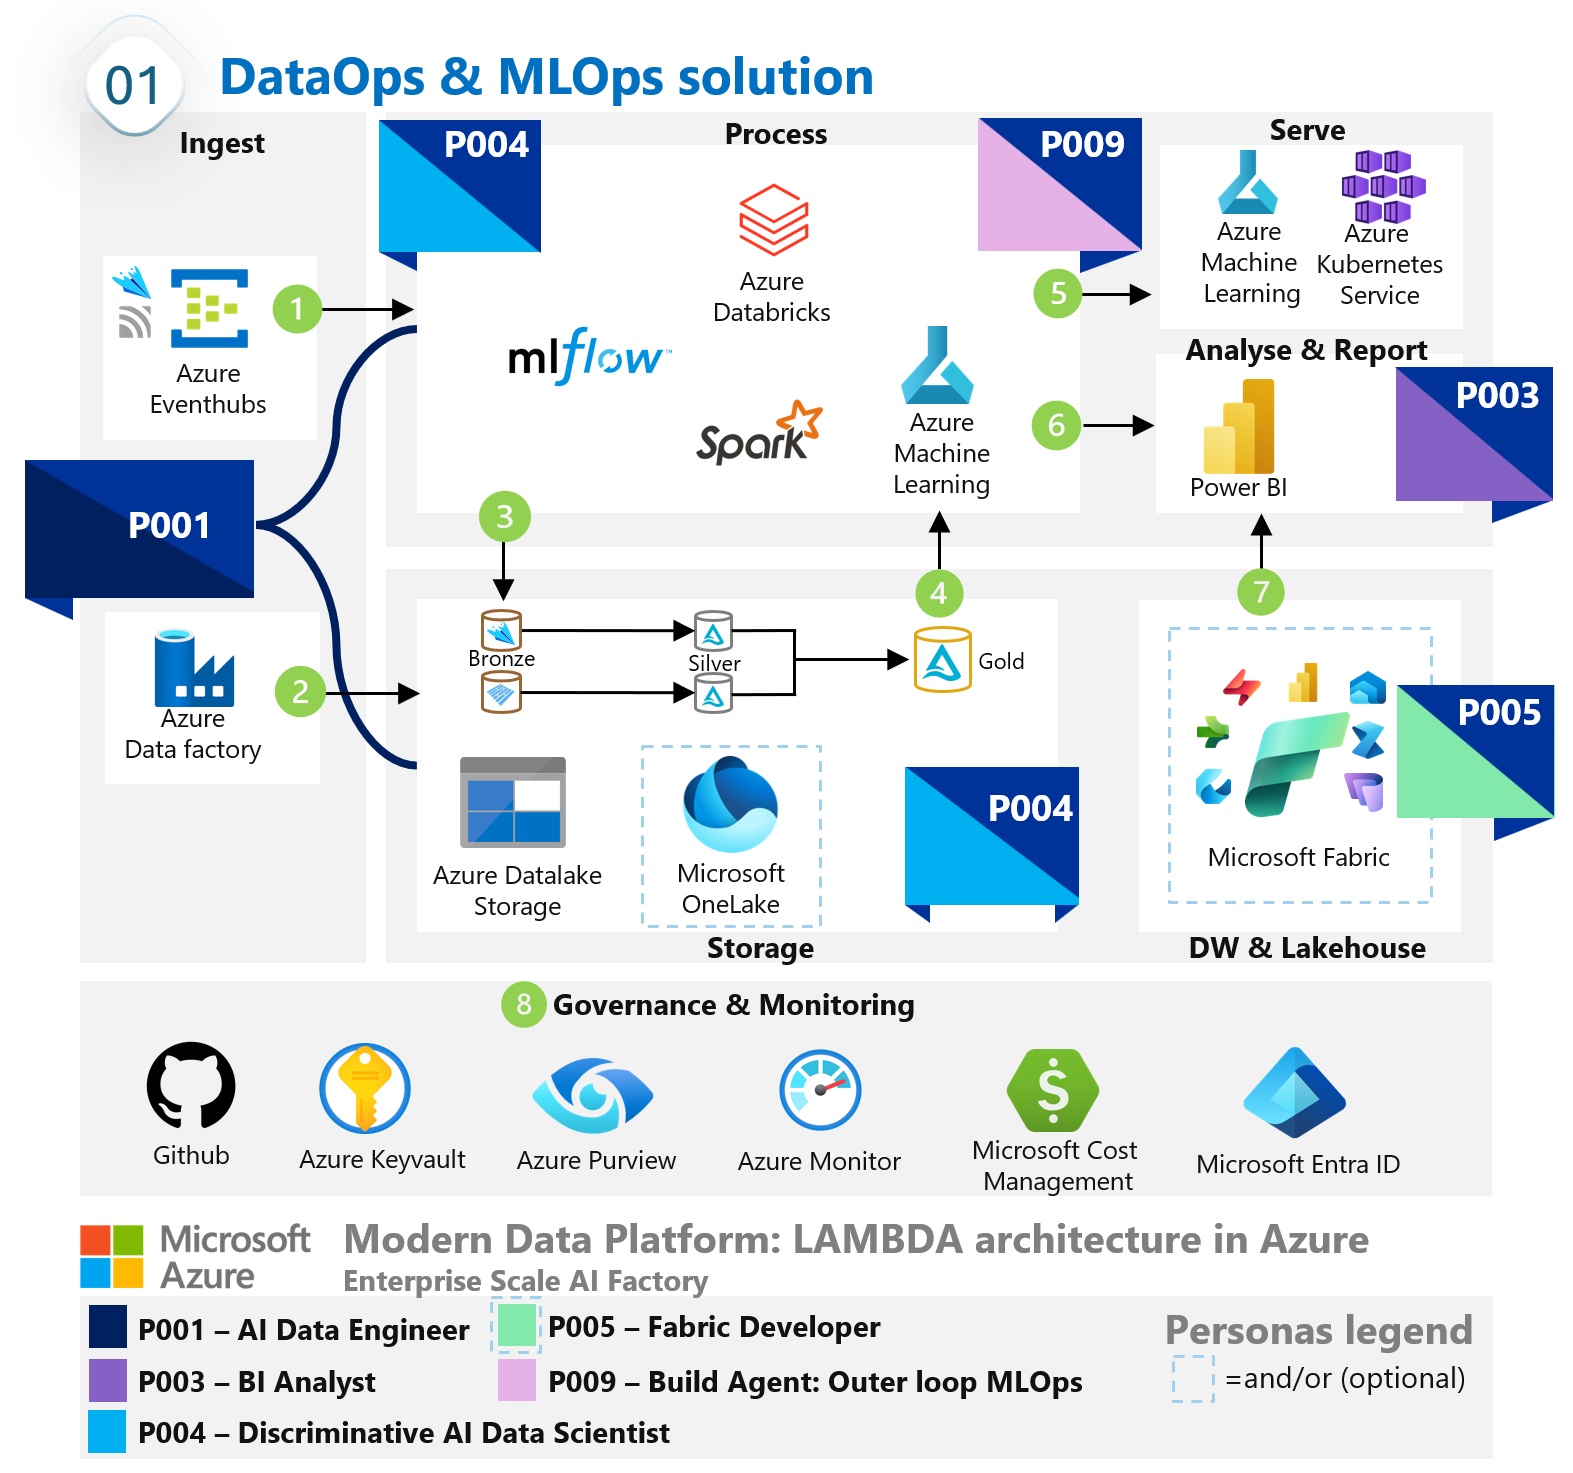 01
DataOps & MLOps solution
Ingest
P004
Process
P009
Serve
Azure
Databricks
Azure
Machine
Learning
Azure
Kubernetes
Service
1
Azure
Eventhubs
5
mlflow™
Spark
Azure
Machine
Learning
Analyse & Report
6
Power BI
P003
P001
3
4
7
2
Azure
Data factory
Bronze
Silver
Gold
Azure Datalake
Storage
Microsoft
OneLake
P004
Storage
Microsoft Fabric
P005
DW & Lakehouse
8
Governance & Monitoring
Github
Azure Keyvault
Azure Purview
Azure Monitor
Microsoft Cost
Management
Microsoft Entra ID
Microsoft
Azure
Modern Data Platform: LAMBDA architecture in Azure
Enterprise Scale AI Factory
P001 – AI Data Engineer
P003 – BI Analyst
P004 – Discriminative AI Data Scientist
P005 – Fabric Developer
P009 – Build Agent: Outer loop MLOps
Personas legend
=and/or (optional)